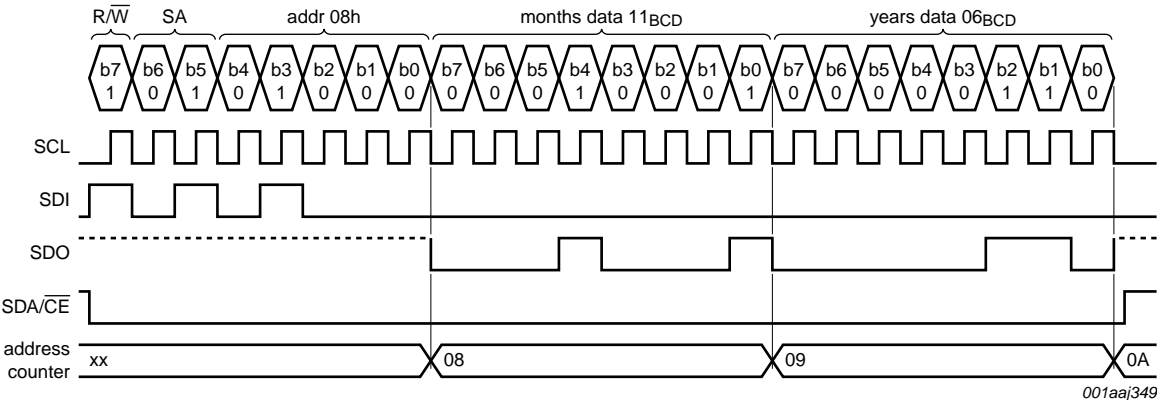 R/W SA addr 08h months data 11BCD years data 06BCD
b7 b6 b5 b4 b3 b2 b1 b0 b7 b6 b5 b4 b3 b2 b1 b0 b7 b6 b5 b4 b3 b2 b1 b0
1 0 1 0 1 0 0 0 0 0 0 1 0 0 0 1 0 0 0 0 0 1 1 0
SCL
SDI
SDO
SDA/CE
address
counter
xx 08 09 0A
001aaj349